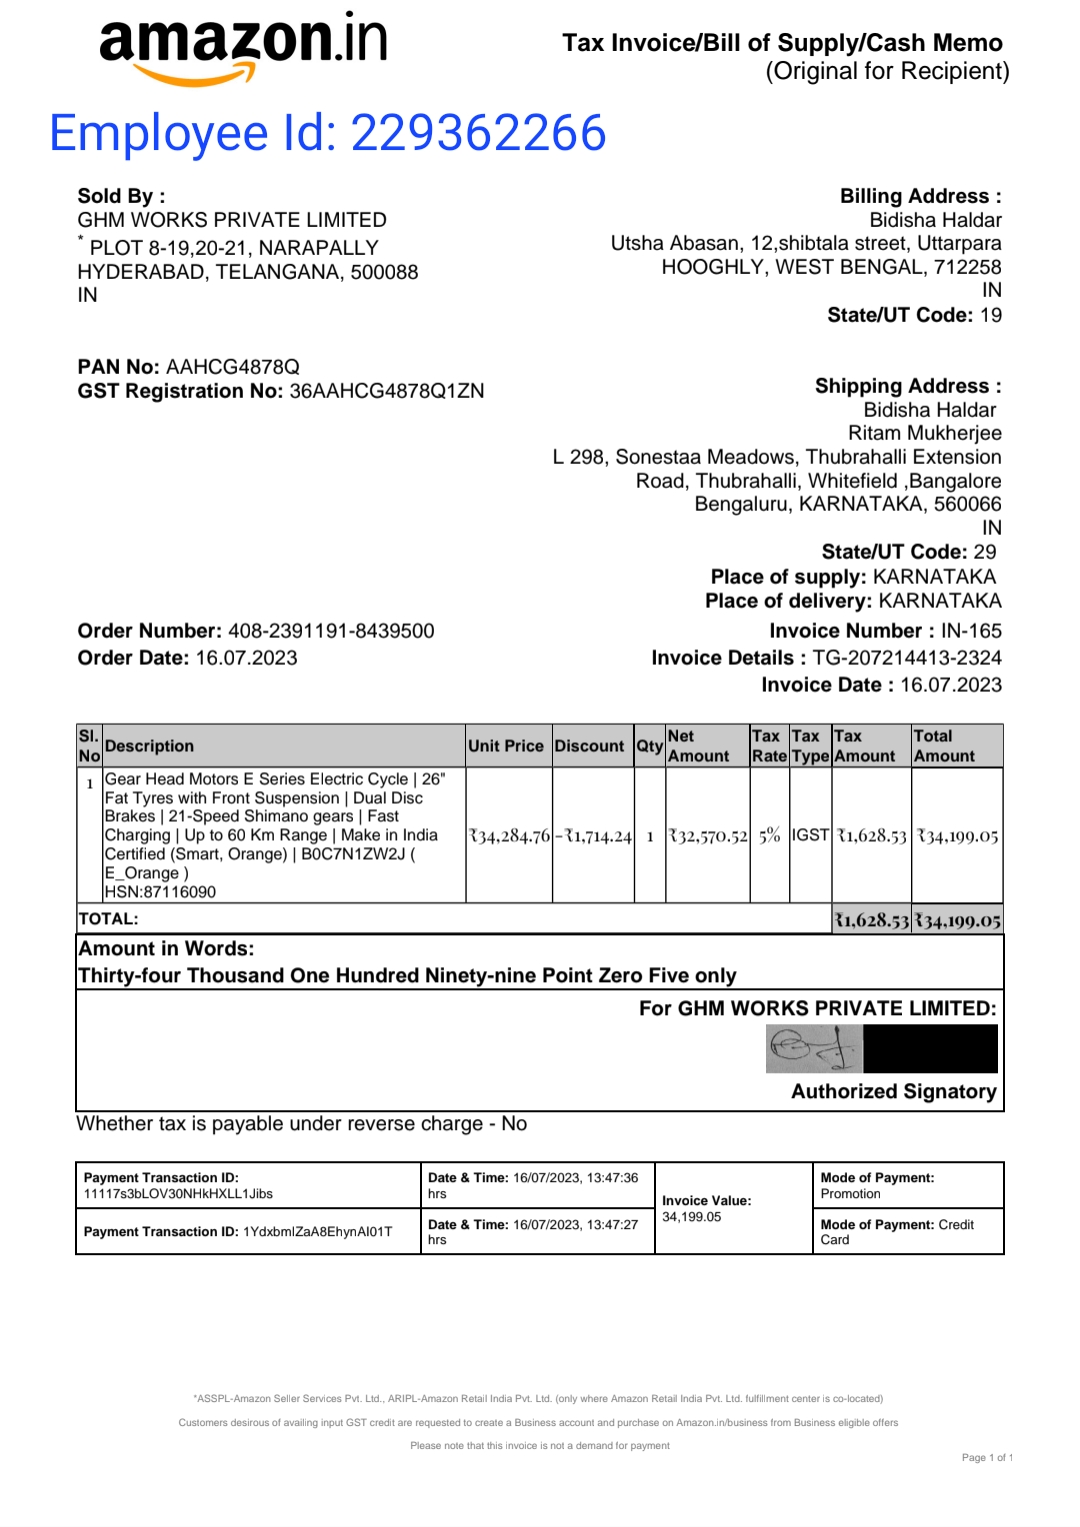 amazon.in
Tax Invoice/Bill of Supply/Cash Memo
(Original for Recipient)
Employee Id: 229362266
Sold By :
GHM WORKS PRIVATE LIMITED
* PLOT 8-19,20-21, NARAPALLY
HYDERABAD, TELANGANA, 500088
IN
PAN No: AAHCG4878Q
GST Registration No: 36AAHCG4878Q1ZN
Billing Address :
Bidisha Haldar
Utsha Abasan, 12,shibtala street, Uttarpara
HOOGHLY, WEST BENGAL, 712258
IN
State/UT Code: 19
Shipping Address :
Bidisha Haldar
Ritam Mukherjee
L 298, Sonestaa Meadows, Thubrahalli Extension
Road, Thubrahalli, Whitefield ,Bangalore
Bengaluru, KARNATAKA, 560066
IN
State/UT Code: 29
Place of supply: KARNATAKA
Place of delivery: KARNATAKA
Order Number: 408-2391191-8439500
Order Date: 16.07.2023
Invoice Number : IN-165
Invoice Details : TG-207214413-2324
Invoice Date : 16.07.2023
Sl. No Description Unit Price Discount Qty Net Amount Tax Rate Tax Type Tax Amount Total Amount
1 Gear Head Motors E Series Electric Cycle | 26"
Fat Tyres with Front Suspension | Dual Disc
Brakes | 21-Speed Shimano gears | Fast
Charging | Up to 60 Km Range | Make in India
Certified (Smart, Orange) | B0C7N1ZW2J (
E_Orange )
HSN:87116090
₹34,284.76 -₹1,714.24 1 ₹32,570.52 5% IGST ₹1,628.53 ₹34,199.05
TOTAL: ₹1,628.53 ₹34,199.05
Amount in Words:
Thirty-four Thousand One Hundred Ninety-nine Point Zero Five only
For GHM WORKS PRIVATE LIMITED:
Authorized Signatory
Whether tax is payable under reverse charge - No
Payment Transaction ID:
11117s3bLOV30NHkHXLL1Jibs
Date & Time: 16/07/2023, 13:47:36
hrs
Invoice Value:
34,199.05
Mode of Payment:
Promotion
Payment Transaction ID: 1YdxbmlZaA8EhynAI01T
Date & Time: 16/07/2023, 13:47:27
hrs
Mode of Payment: Credit
Card
*ASSPL-Amazon Seller Services Pvt. Ltd., ARIPL-Amazon Retail India Pvt. Ltd. (only where Amazon Retail India Pvt. Ltd. fulfillment center is co-located)
Customers desirous of availing input GST credit are requested to create a Business account and purchase on Amazon.in/business from Business eligible offers
Please note that this invoice is not a demand for payment
Page 1 of 1